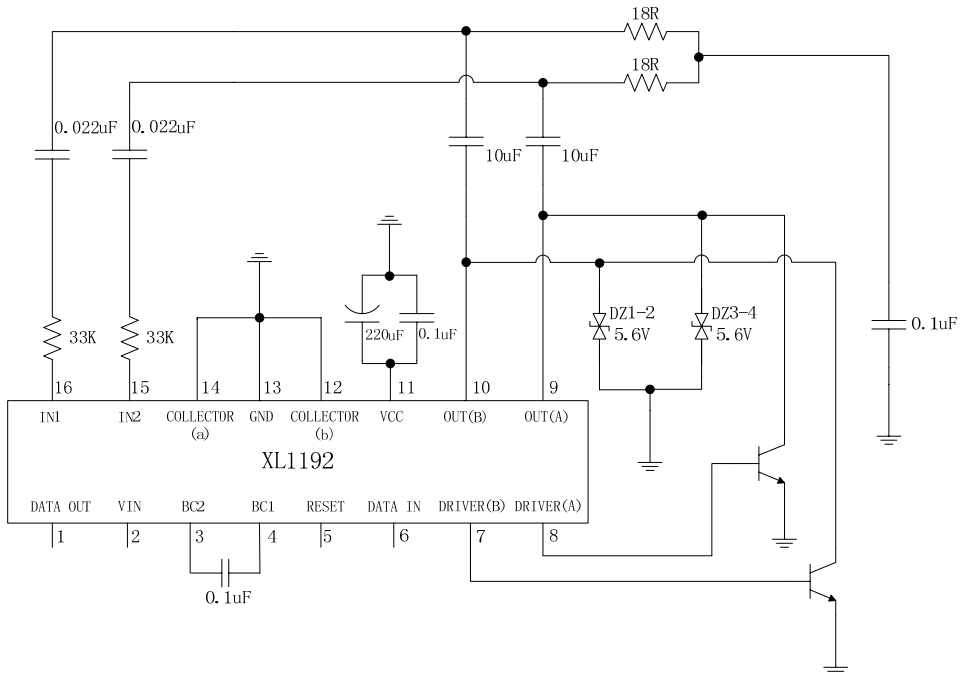 18R
18R
0.022uF 0.022uF
10uF 10uF
DZ1-2 DZ3-4
5.6V 5.6V
0.1uF
220uF 0.1uF
33K 33K
16 15 14 13 12 11 10 9
IN1 IN2 COLLECTOR GND COLLECTOR VCC OUT(B) OUT(A)
(a) (b)
XL1192
DATA OUT VIN BC2 BC1 RESET DATA IN DRIVER(B) DRIVER(A)
1 2 3 4 5 6 7 8
0.1uF